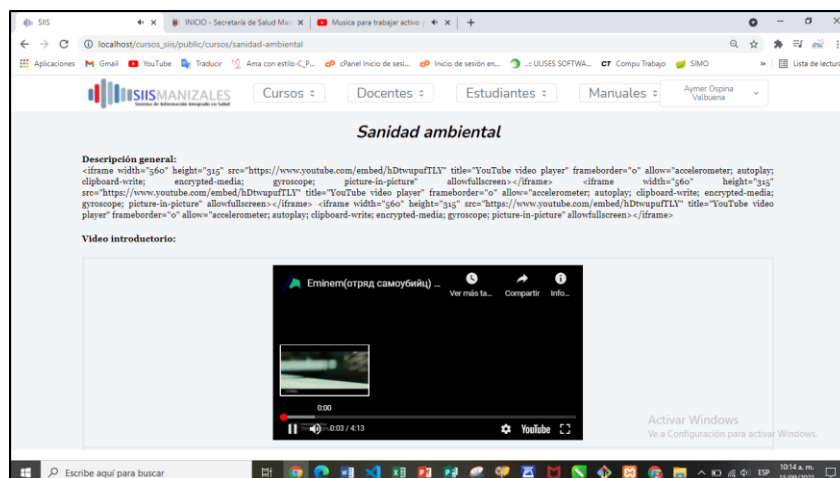 SIIS
INICIO - Secretaría de Salud Man
Musica para trabajar activo y
localhost/cursos_siis/public/cursos/sanidad-ambiental
Aplicaciones Gmail YouTube Traducir Ama con estilo-C_P... cPanel Inicio de sesi... Inicio de sesión en... ..:: ULISES SOFTWA... CT Compu Trabajo SIMO » Lista de lectura
SIISMANIZALES
Sistema de Información Integrado en Salud
Cursos Docentes Estudiantes Manuales
Aymer Ospina
Valbuena
Sanidad ambiental
Descripción general:
<iframe width="560" height="315" src="https://www.youtube.com/embed/hDtwupufTLY" title="YouTube video player" frameborder="0" allow="accelerometer; autoplay;
clipboard-write; encrypted-media; gyroscope; picture-in-picture" allowfullscreen></iframe> <iframe width="560" height="315"
src="https://www.youtube.com/embed/hDtwupufTLY" title="YouTube video player" frameborder="0" allow="accelerometer; autoplay; clipboard-write; encrypted-media;
gyroscope; picture-in-picture" allowfullscreen></iframe> <iframe width="560" height="315" src="https://www.youtube.com/embed/hDtwupufTLY" title="YouTube video
player" frameborder="0" allow="accelerometer; autoplay; clipboard-write; encrypted-media; gyroscope; picture-in-picture" allowfullscreen></iframe>
Video introductorio:
Eminem(отряд самоубийц) ...
Ver más ta... Compartir Info...
0:00
0:03 / 4:13
YouTube
Activar Windows
Ve a Configuración para activar Windows.
Escribe aquí para buscar
ESP
10:14 a. m.